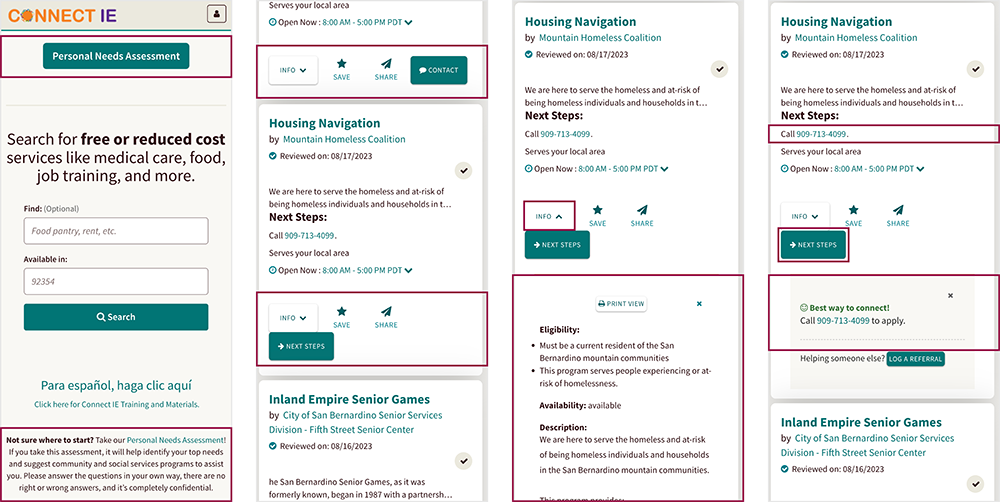 CONNECT IE
Personal Needs Assessment
Search for free or reduced cost
services like medical care, food,
job training, and more.
Find: (Optional)
Food pantry, rent, etc.
Available in:
92354
Search
Para español, haga clic aquí
Click here for Connect IE Training and Materials.
Not sure where to start? Take our Personal Needs Assessment!
If you take this assessment, it will help identify your top needs
and suggest community and social services programs to assist
you. Please answer the questions in your own way, there are no
right or wrong answers, and it's completely confidential.
Serves your local area
Open Now : 8:00 AM - 5:00 PM PDT
INFO
SAVE
SHARE
CONTACT
Housing Navigation
by Mountain Homeless Coalition
Reviewed on: 08/17/2023
We are here to serve the homeless and at-risk of
being homeless individuals and households in t…
Next Steps:
Call 909-713-4099.
Serves your local area
Open Now : 8:00 AM - 5:00 PM PDT
INFO
SAVE
SHARE
NEXT STEPS
Inland Empire Senior Games
by City of San Bernardino Senior Services
Division - Fifth Street Senior Center
Reviewed on: 08/16/2023
he San Bernardino Senior Games, as it was
formerly known, began in 1987 with a partnersh…
Housing Navigation
by Mountain Homeless Coalition
Reviewed on: 08/17/2023
We are here to serve the homeless and at-risk of
being homeless individuals and households in t…
Next Steps:
Call 909-713-4099.
Serves your local area
Open Now : 8:00 AM - 5:00 PM PDT
INFO
SAVE
SHARE
NEXT STEPS
PRINT VIEW
Eligibility:
Must be a current resident of the San
Bernardino mountain communities
This program serves people experiencing or at-
risk of homelessness.
Availability: available
Description:
We are here to serve the homeless and at-risk
of being homeless individuals and households
in the San Bernardino mountain communities.
This program provides:
Housing Navigation
by Mountain Homeless Coalition
Reviewed on: 08/17/2023
We are here to serve the homeless and at-risk of
being homeless individuals and households in t…
Next Steps:
Call 909-713-4099.
Serves your local area
Open Now : 8:00 AM - 5:00 PM PDT
INFO
SAVE
SHARE
NEXT STEPS
Best way to connect!
Call 909-713-4099 to apply.
Helping someone else? LOG A REFERRAL
Inland Empire Senior Games
by City of San Bernardino Senior Services
Division - Fifth Street Senior Center
Reviewed on: 08/16/2023